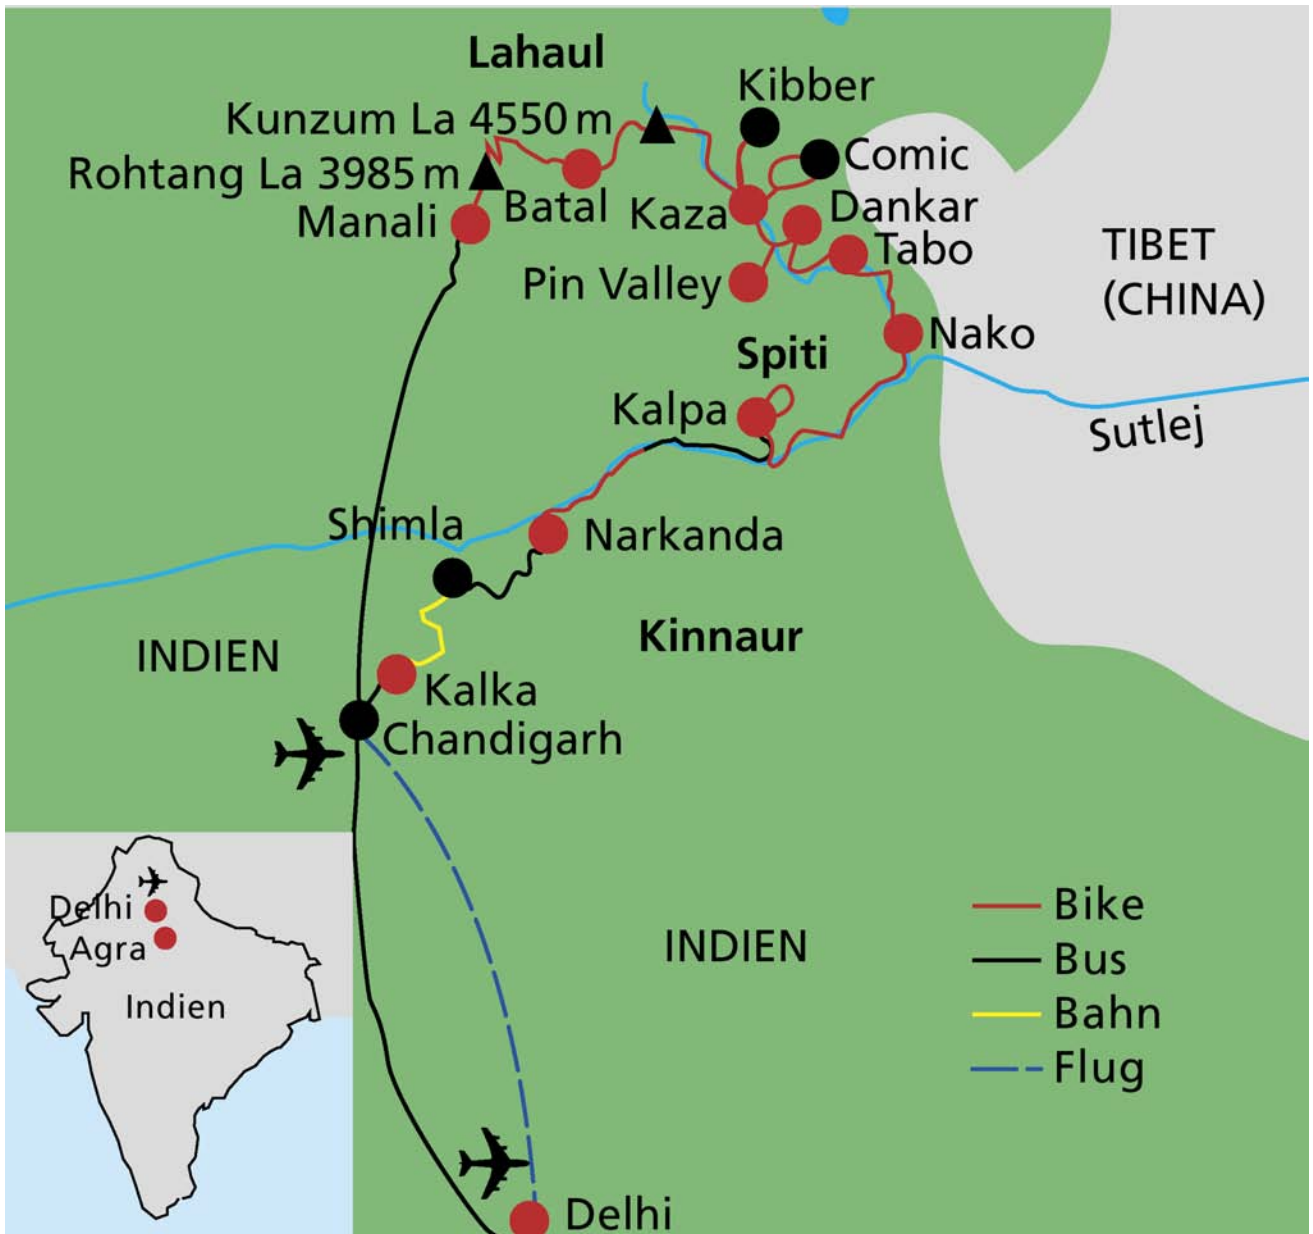 Lahaul
Kibber
Kunzum La 4550 m
Comic
Rohtang La 3985 m
Batal
Kaza
Dankar
Manali
Tabo
TIBET
(CHINA)
Pin Valley
Nako
Spiti
Kalpa
Sutlej
Shimla
Narkanda
INDIEN
Kinnaur
Kalka
Chandigarh
Delhi
Agra
Indien
INDIEN
Bike
Bus
Bahn
Flug
Delhi